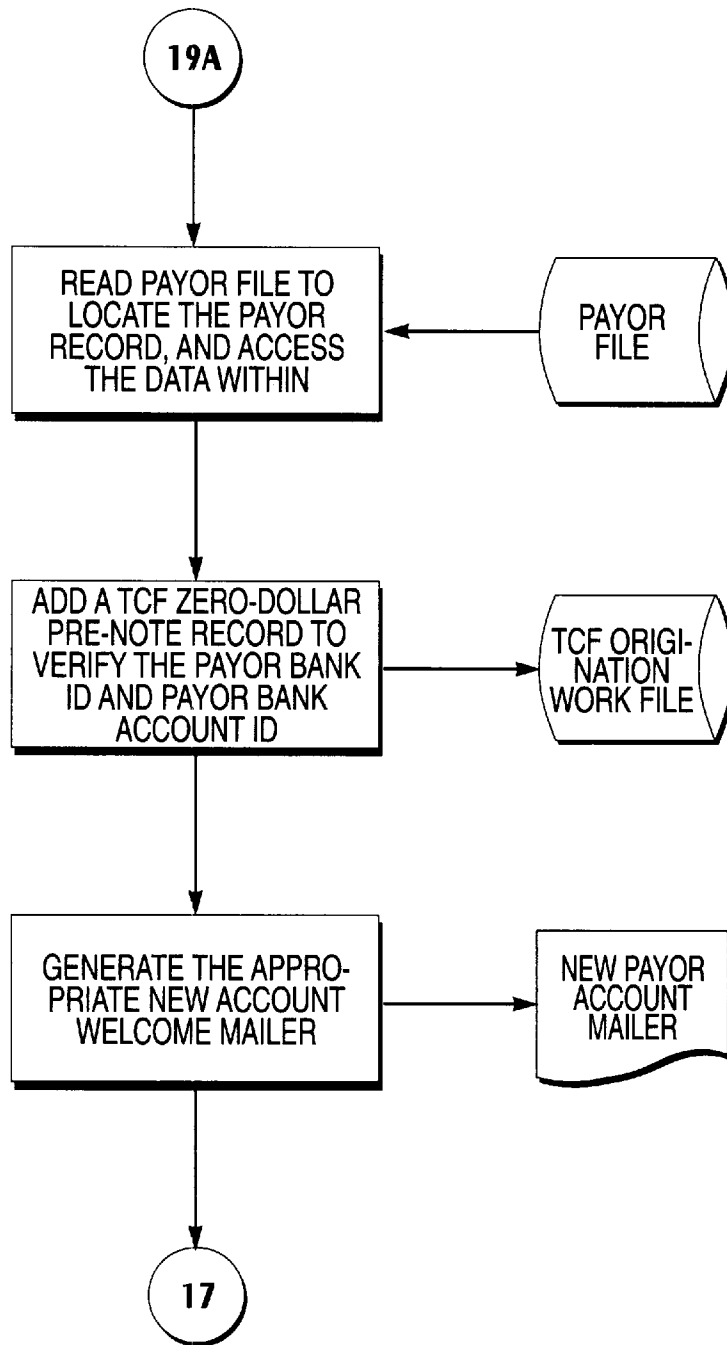 19A
READ PAYOR FILE TO
LOCATE THE PAYOR
RECORD, AND ACCESS
THE DATA WITHIN
PAYOR
FILE
ADD A TCF ZERO-DOLLAR
PRE-NOTE RECORD TO
VERIFY THE PAYOR BANK
ID AND PAYOR BANK
ACCOUNT ID
TCF ORIGI-
NATION
WORK FILE
GENERATE THE APPRO-
PRIATE NEW ACCOUNT
WELCOME MAILER
NEW PAYOR
ACCOUNT
MAILER
17